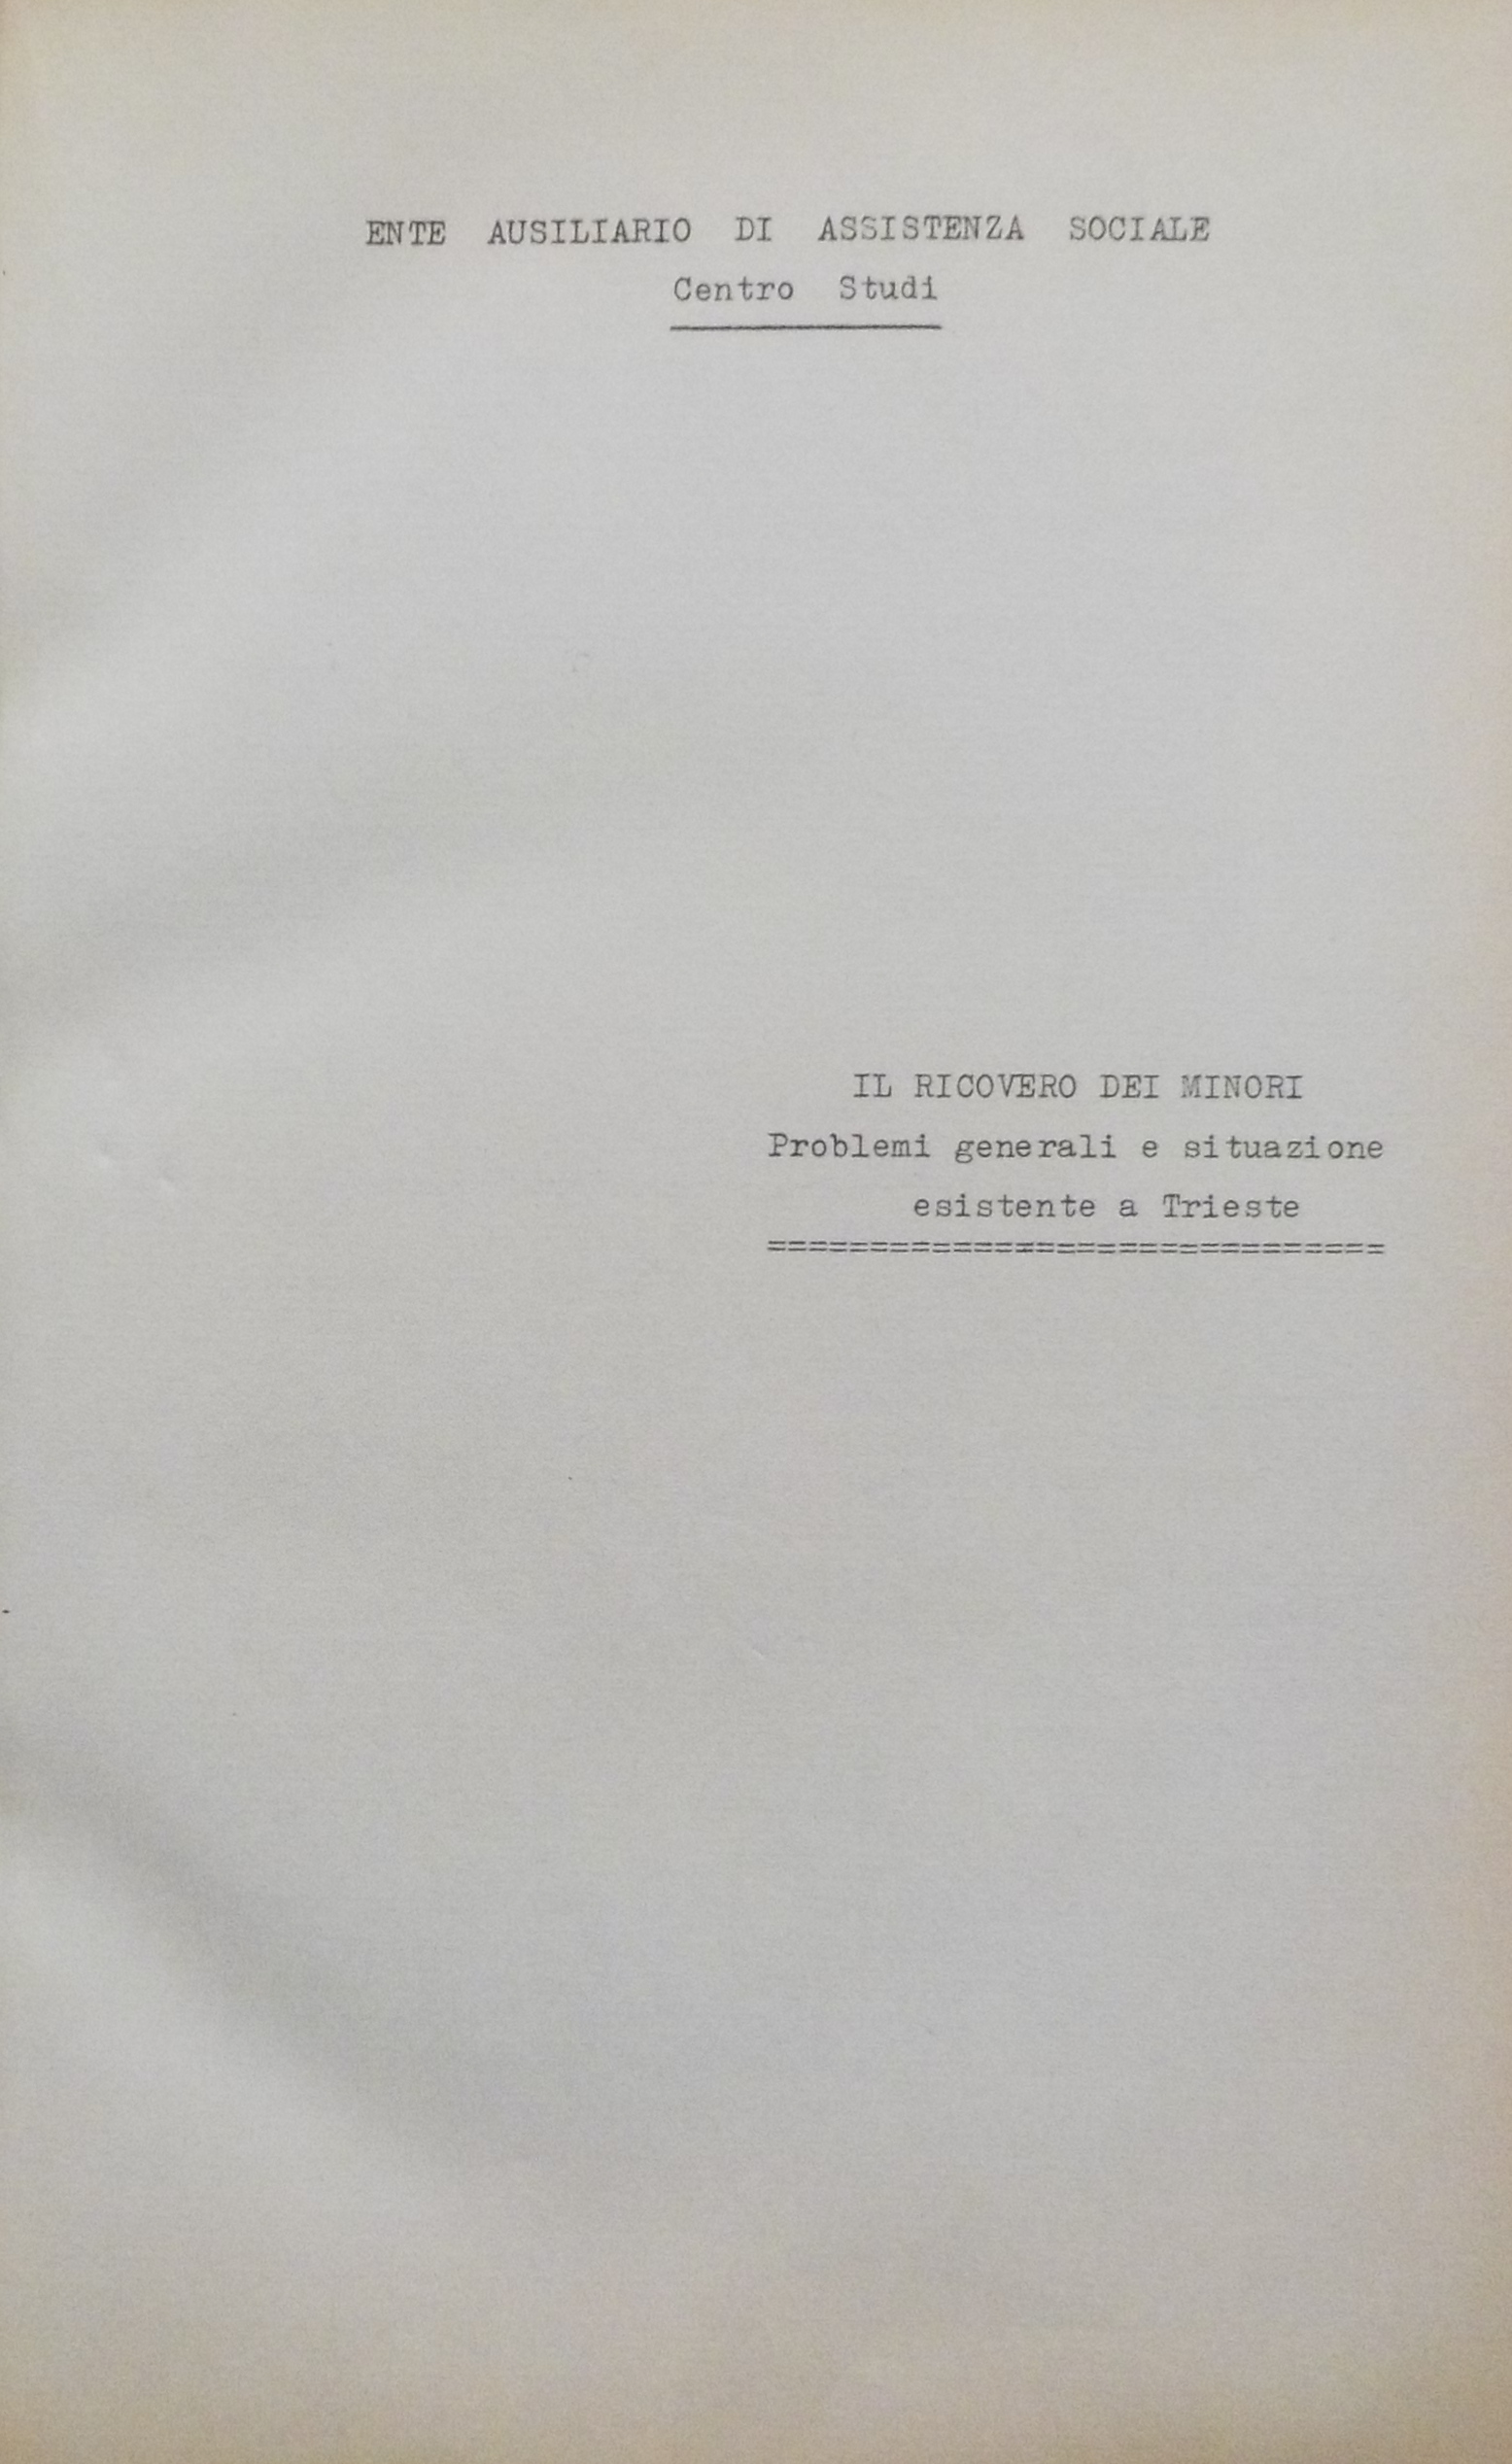 ENTE AUSILIARIO DI ASSISTENZA SOCIALE
Centro Studi
IL RICOVERO DEI MINORI
Problemi generali e situazione
esistente a Trieste
==============================